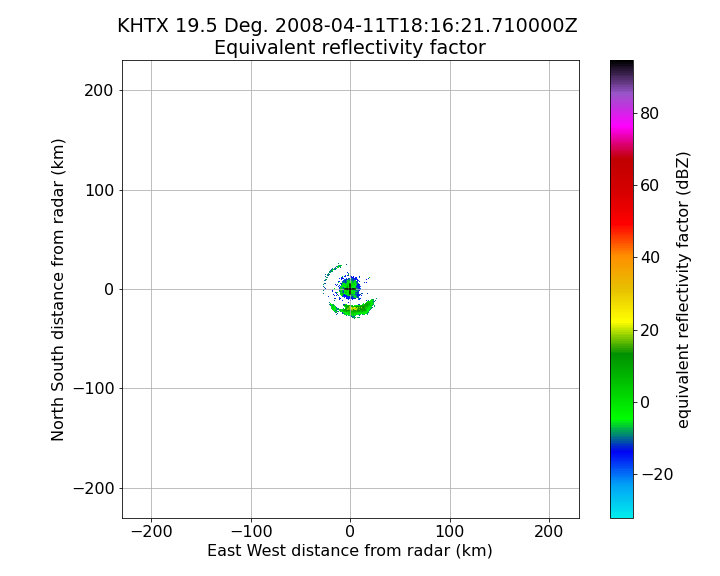 KHTX 19.5 Deg. 2008-04-11T18:16:21.710000Z
Equivalent reflectivity factor
200
100
0
−100
−200
North South distance from radar (km)
−200 −100 0 100 200
East West distance from radar (km)
80
60
40
20
0
−20
equivalent reflectivity factor (dBZ)